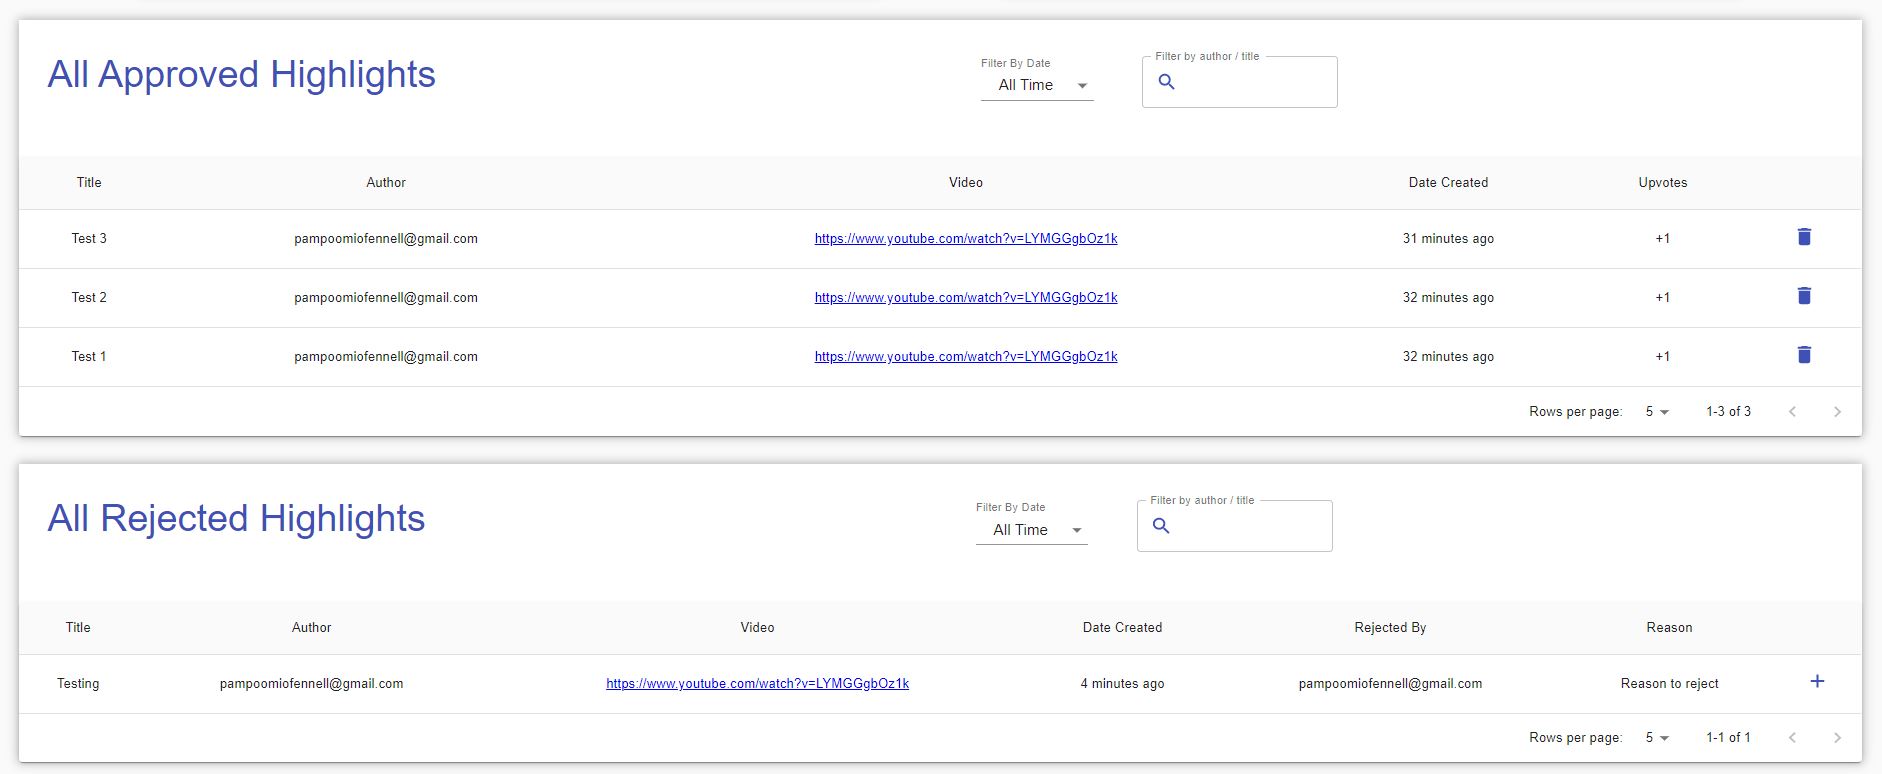 All Approved Highlights
Filter By Date
All Time
Filter by author / title
Title Author Video Date Created Upvotes
Test 3 pampoomiofennell@gmail.com https://www.youtube.com/watch?v=LYMGGgbOz1k 31 minutes ago +1
Test 2 pampoomiofennell@gmail.com https://www.youtube.com/watch?v=LYMGGgbOz1k 32 minutes ago +1
Test 1 pampoomiofennell@gmail.com https://www.youtube.com/watch?v=LYMGGgbOz1k 32 minutes ago +1
Rows per page: 5 1-3 of 3
All Rejected Highlights
Filter By Date
All Time
Filter by author / title
Title Author Video Date Created Rejected By Reason
Testing pampoomiofennell@gmail.com https://www.youtube.com/watch?v=LYMGGgbOz1k 4 minutes ago pampoomiofennell@gmail.com Reason to reject
Rows per page: 5 1-1 of 1